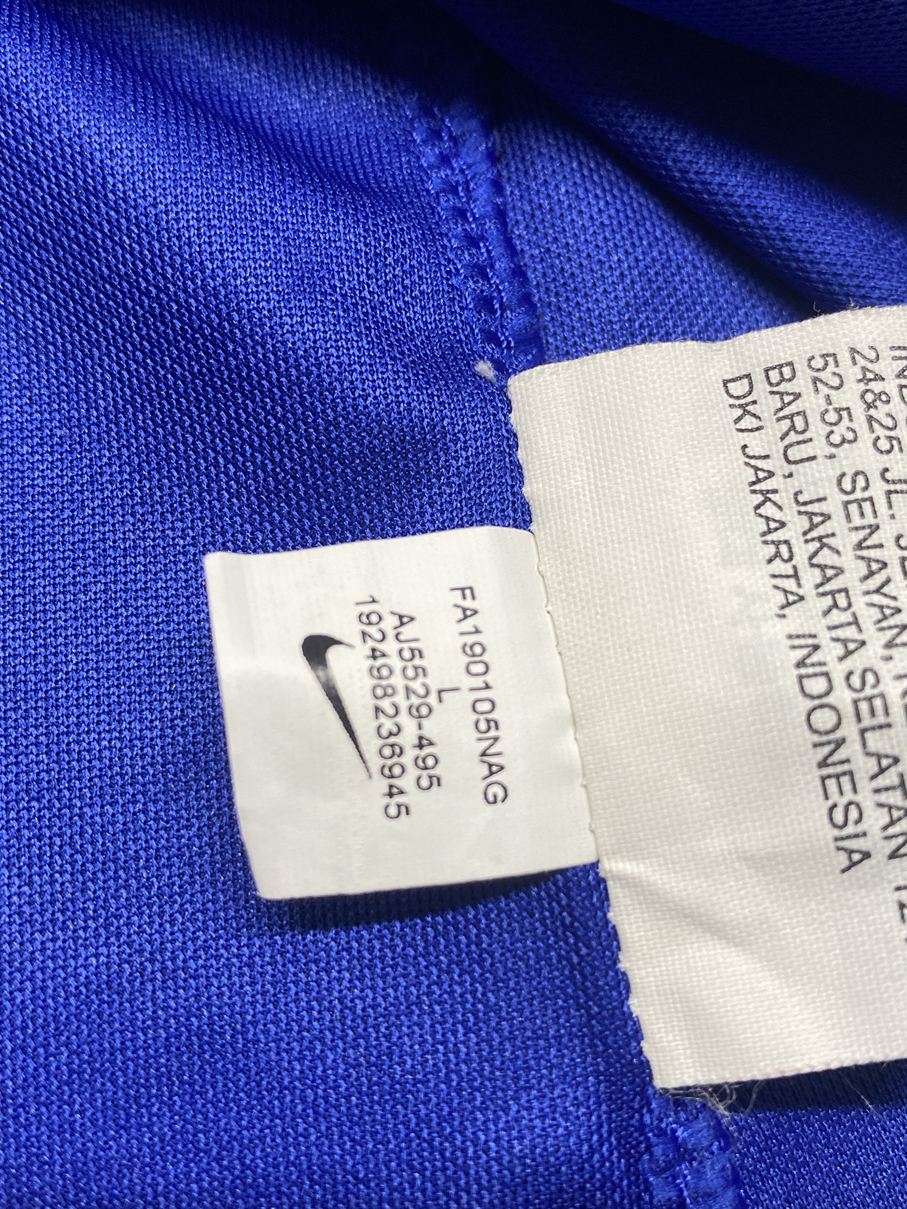 FA190105NAG
L
AJ5529-495
192498236945
24&25 JL.
52-53, SENAYAN,
BARU, JAKARTA SELATAN
DKI JAKARTA, INDONESIA